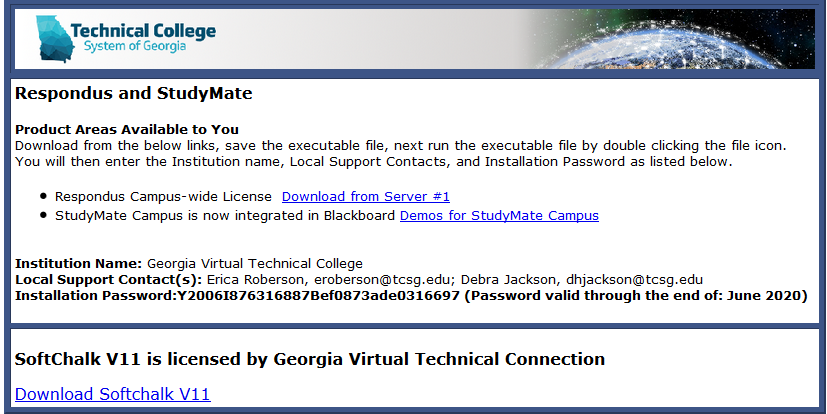 Technical College
System of Georgia
Respondus and StudyMate
Product Areas Available to You
Download from the below links, save the executable file, next run the executable file by double clicking the file icon.
You will then enter the Institution name, Local Support Contacts, and Installation Password as listed below.
Respondus Campus-wide License Download from Server #1
StudyMate Campus is now integrated in Blackboard Demos for StudyMate Campus
Institution Name: Georgia Virtual Technical College
Local Support Contact(s): Erica Roberson, eroberson@tcsg.edu; Debra Jackson, dhjackson@tcsg.edu
Installation Password:Y2006I876316887Bef0873ade0316697 (Password valid through the end of: June 2020)
SoftChalk V11 is licensed by Georgia Virtual Technical Connection
Download Softchalk V11